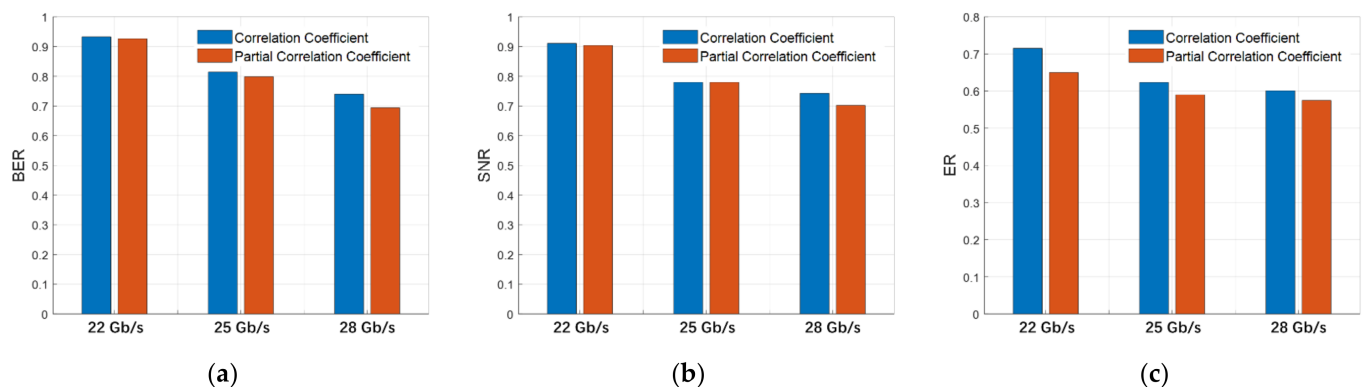 1
0.9
0.8
0.7
0.6
0.5
0.4
0.3
0.2
0.1
0
BER
Correlation Coefficient
Partial Correlation Coefficient
22 Gb/s 25 Gb/s 28 Gb/s
(a)
1
0.9
0.8
0.7
0.6
0.5
0.4
0.3
0.2
0.1
0
SNR
Correlation Coefficient
Partial Correlation Coefficient
22 Gb/s 25 Gb/s 28 Gb/s
(b)
0.8
0.7
0.6
0.5
0.4
0.3
0.2
0.1
0
ER
Correlation Coefficient
Partial Correlation Coefficient
22 Gb/s 25 Gb/s 28 Gb/s
(c)